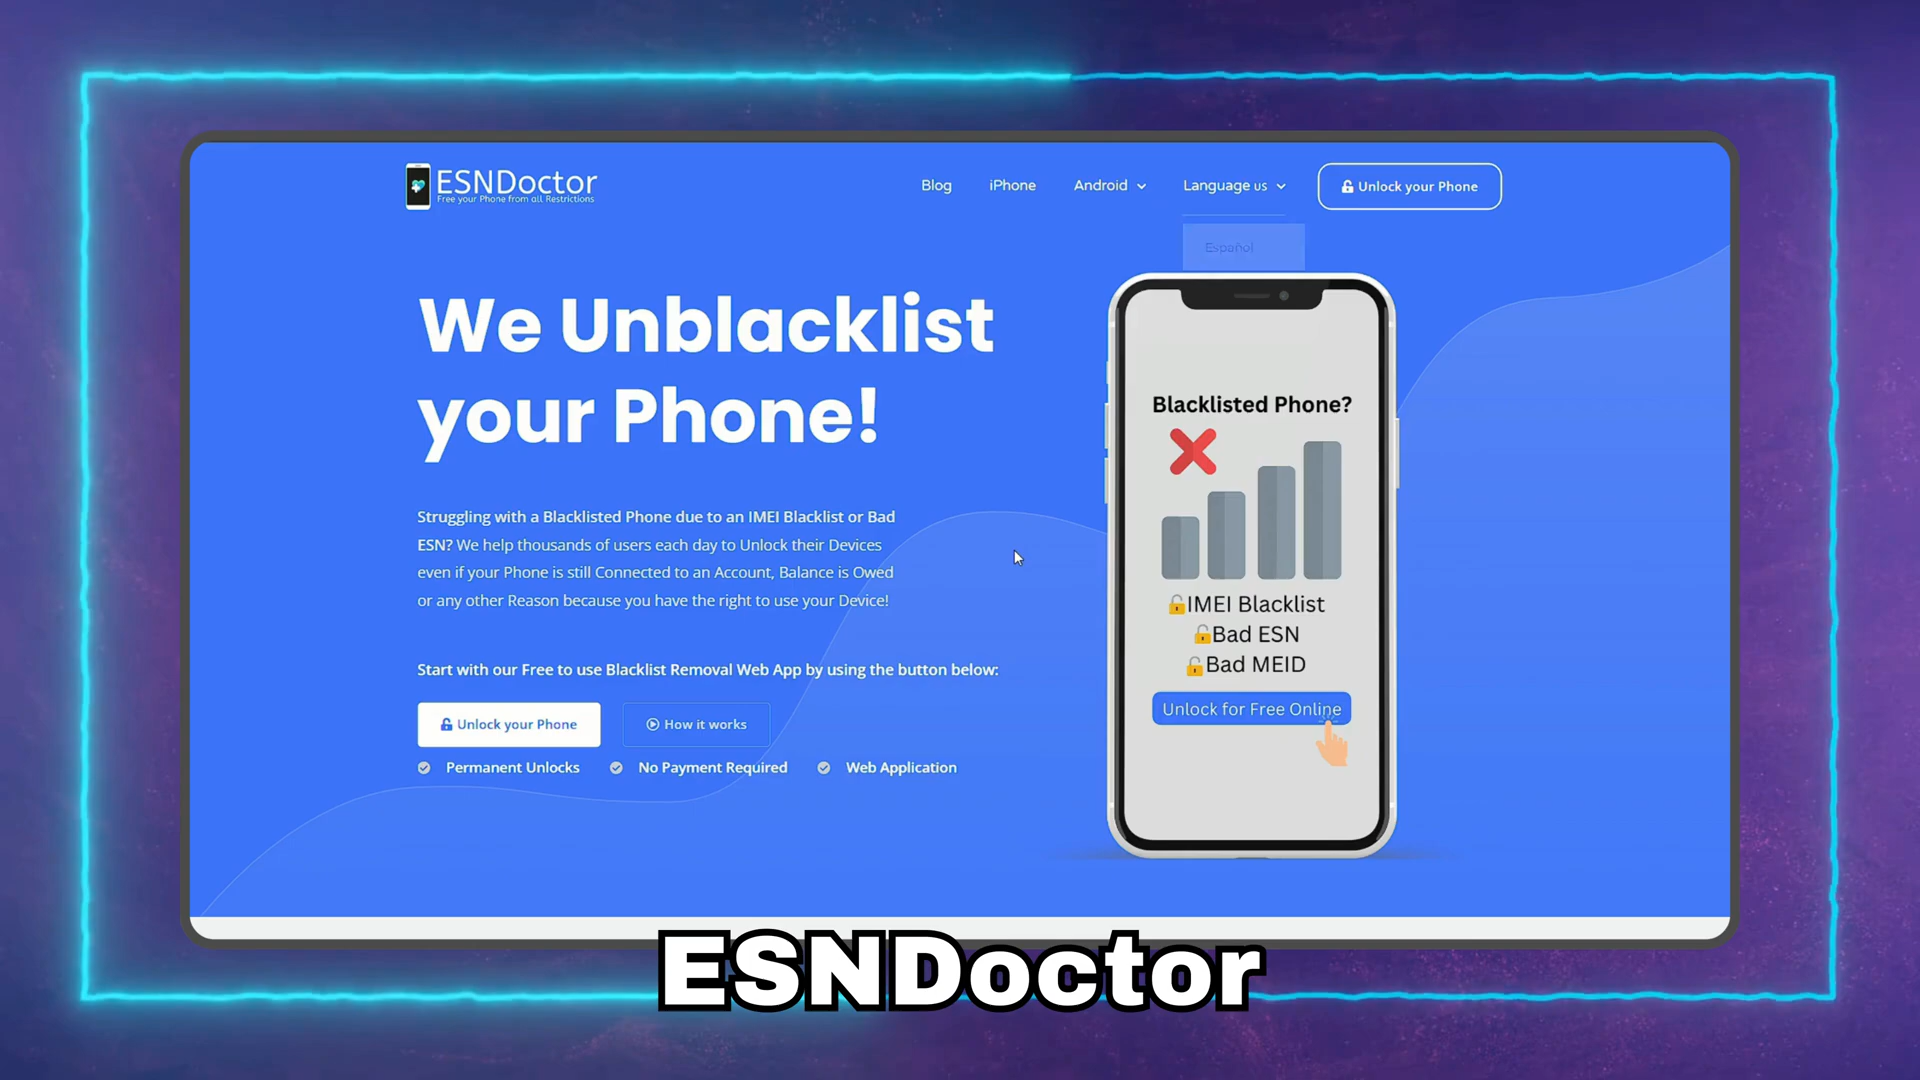 ESNDoctor
Free your Phone from all Restrictions
Blog
iPhone
Android
Language US
Unlock your Phone
Español
We Unblacklist
your Phone!
Struggling with a Blacklisted Phone due to an IMEI Blacklist or Bad
ESN? We help thousands of users each day to Unlock their Devices
even if your Phone is still Connected to an Account, Balance is Owed
or any other Reason because you have the right to use your Device!
Start with our Free to use Blacklist Removal Web App by using the button below:
Unlock your Phone
How it works
Permanent Unlocks
No Payment Required
Web Application
Blacklisted Phone?
IMEI Blacklist
Bad ESN
Bad MEID
Unlock for Free Online
ESNDoctor